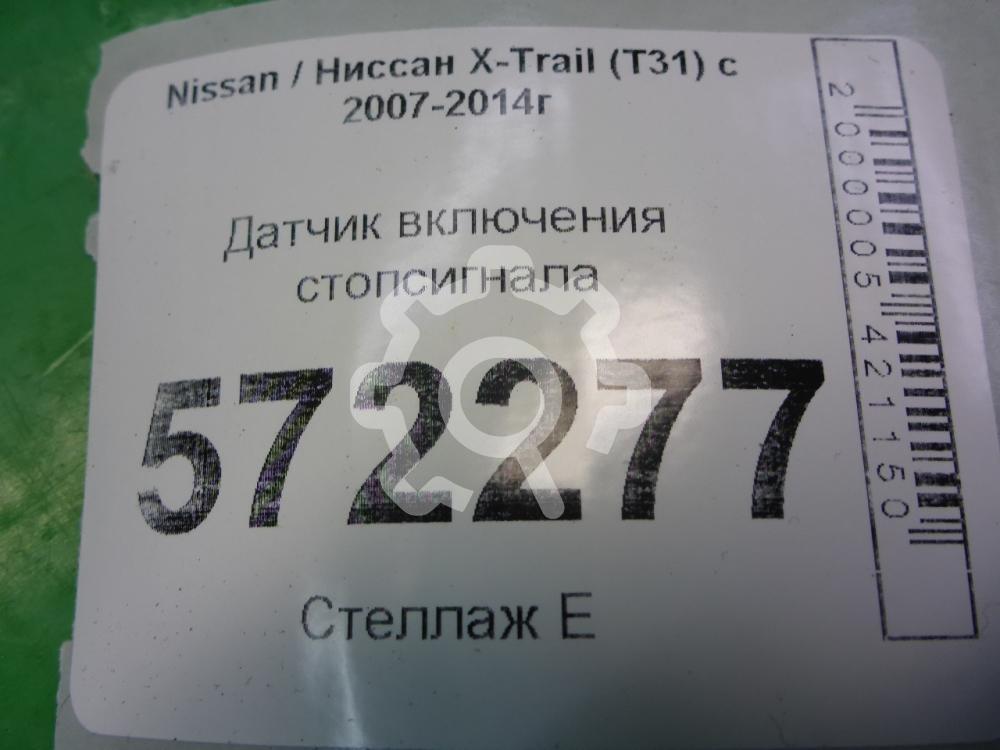 Nissan / Ниссан X-Trail (T31) с
2007-2014г
Датчик включения
стопсигнала
572277
Стеллаж Е
2000005421150